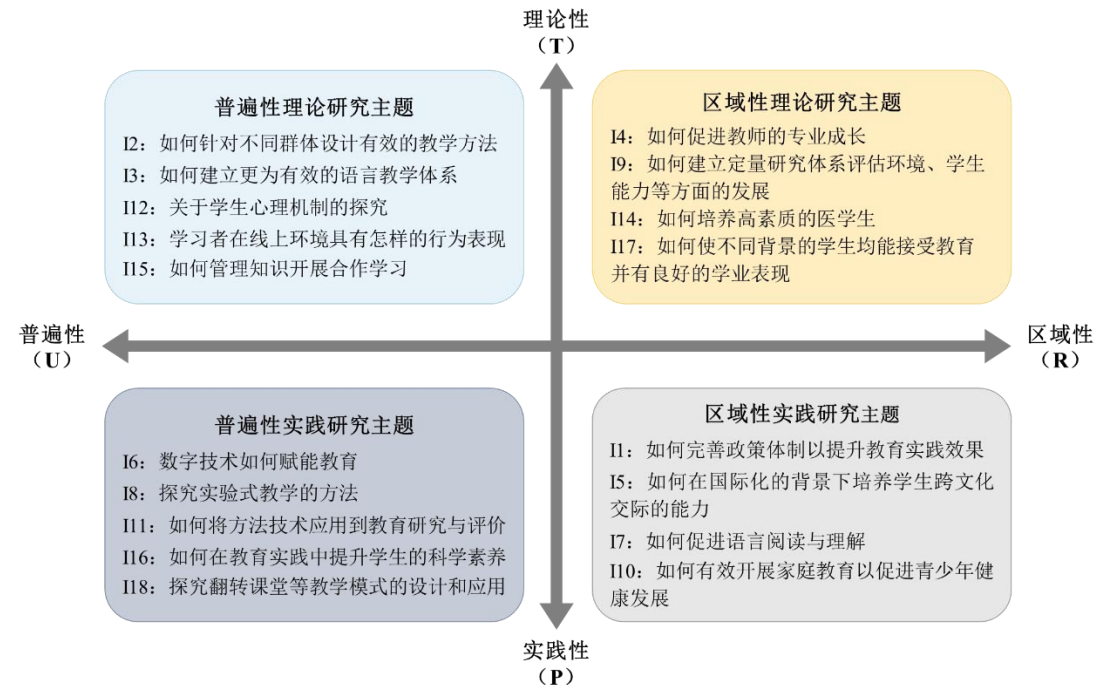 理论性
（T）
普遍性理论研究主题
I2：如何针对不同群体设计有效的教学方法
I3：如何建立更为有效的语言教学体系
I12：关于学生心理机制的探究
I13：学习者在线上环境具有怎样的行为表现
I15：如何管理知识开展合作学习
区域性理论研究主题
I4：如何促进教师的专业成长
I9：如何建立定量研究体系评估环境、学生
能力等方面的发展
I14：如何培养高素质的医学生
I17：如何使不同背景的学生均能接受教育
并有良好的学业表现
普遍性
（U）
区域性
（R）
普遍性实践研究主题
I6：数字技术如何赋能教育
I8：探究实验式教学的方法
I11：如何将方法技术应用到教育研究与评价
I16：如何在教育实践中提升学生的科学素养
I18：探究翻转课堂等教学模式的设计和应用
区域性实践研究主题
I1：如何完善政策体制以提升教育实践效果
I5：如何在国际化的背景下培养学生跨文化
交际的能力
I7：如何促进语言阅读与理解
I10：如何有效开展家庭教育以促进青少年健
康发展
实践性
（P）